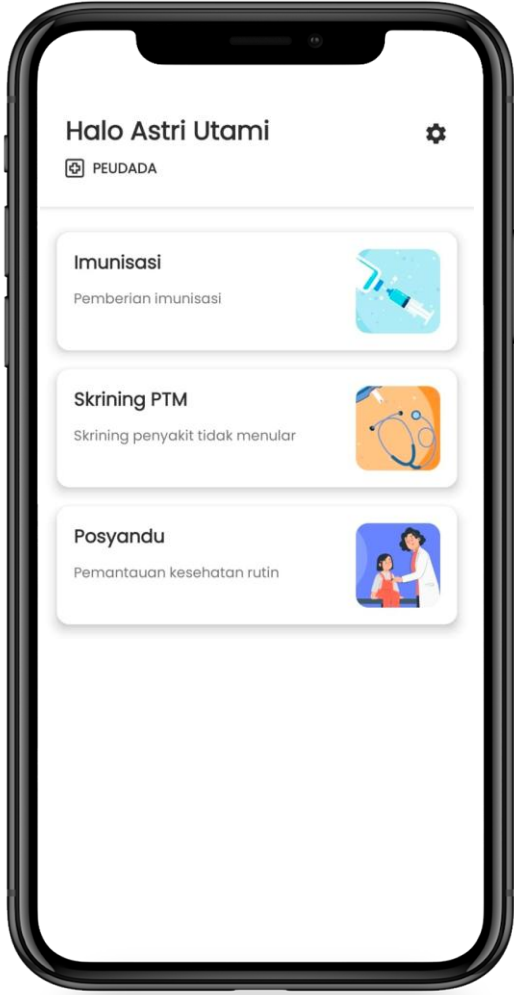 Halo Astri Utami
PEUDADA
Imunisasi
Pemberian imunisasi
Skrining PTM
Skrining penyakit tidak menular
Posyandu
Pemantauan kesehatan rutin